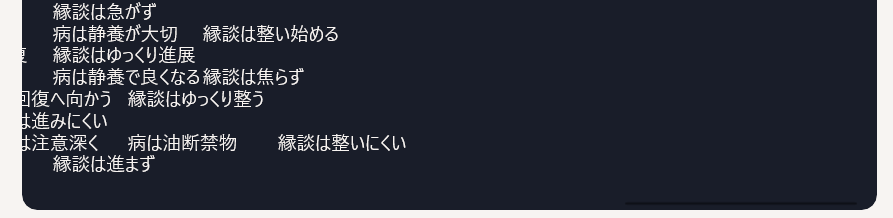 縁談は急がず
病は静養が大切 縁談は整い始める
縁談はゆっくり進展
病は静養で良くなる 縁談は焦らず
回復へ向かう 縁談はゆっくり整う
は進みにくい
は注意深く 病は油断禁物 縁談は整いにくい
縁談は進まず